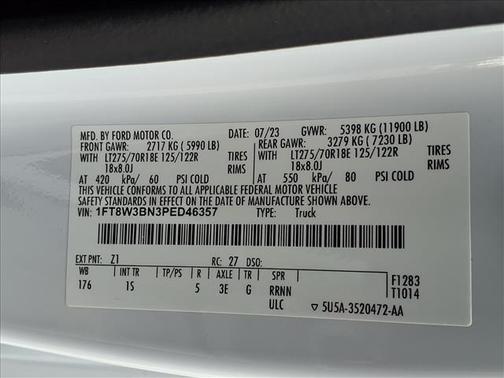 MFD. BY FORD MOTOR CO. 07/23 GVWR: 5398 KG (11900 LB)
FRONT GAWR: 2717 KG (5990 LB) REAR GAWR: 3279 KG (7230 LB)
WITH LT275/70R18E 125/122R TIRES WITH LT275/70R18E 125/122R TIRES
18x8.0J RIMS 18x8.0J RIMS
AT 420 kPa/ 60 PSI COLD AT 550 kPa/ 80 PSI COLD
THIS VEHICLE CONFORMS TO ALL APPLICABLE FEDERAL MOTOR VEHICLE
SAFETY STANDARDS IN EFFECT ON THE DATE OF MANUFACTURE SHOWN ABOVE.
VIN: 1FT8W3BN3PED46357 TYPE: Truck
EXT PNT: Z1 RC: 27 DSO:
WB INT TR TP/PS R AXLE TR SPR F1283
176 1S 5 3E G RRNN T1014
ULC 5U5A-3520472-AA